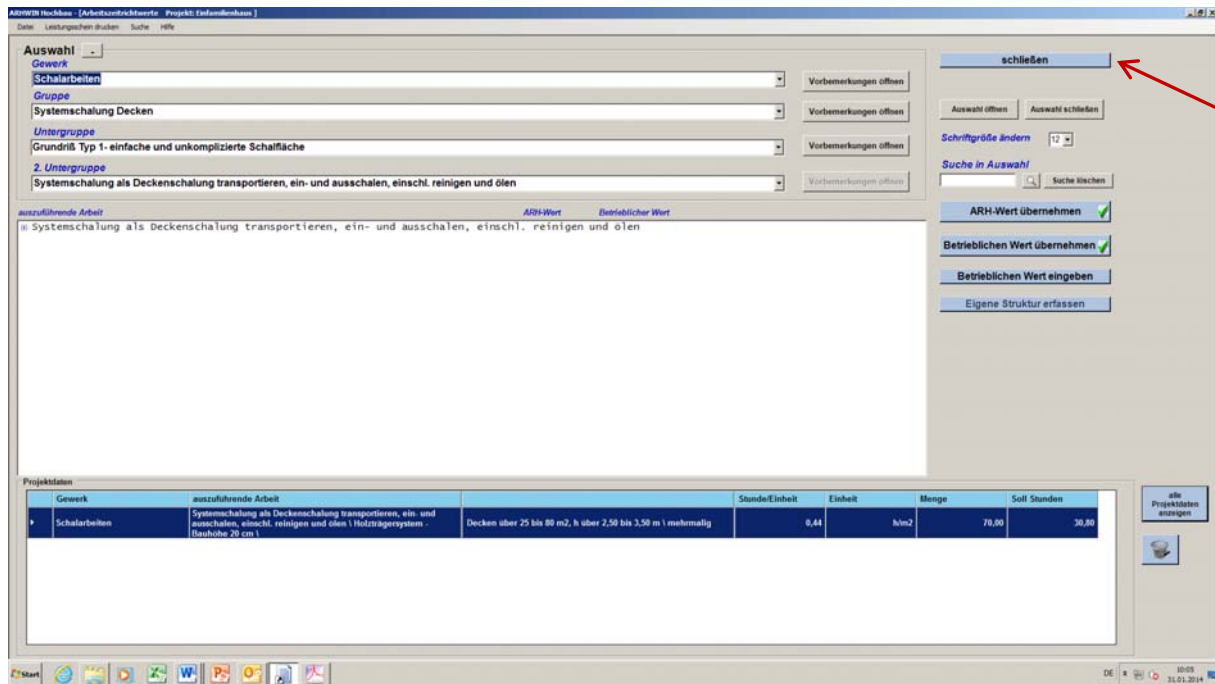 ARHWIN Hochbau - [Arbeitszeitrichtwerte Projekt: Einfamilienhaus ]
Datei Leistungsschein drucken Suche Hilfe
Auswahl -
Gewerk
Schalarbeiten
Vorbemerkungen öffnen
Gruppe
Systemschalung Decken
Vorbemerkungen öffnen
Untergruppe
Grundriß Typ 1- einfache und unkomplizierte Schalfläche
Vorbemerkungen öffnen
2. Untergruppe
Systemschalung als Deckenschalung transportieren, ein- und ausschalen, einschl. reinigen und ölen
Vorbemerkungen öffnen
schließen
Auswahl öffnen Auswahl schließen
Schriftgröße ändern 12
Suche in Auswahl
Suche löschen
ARH-Wert übernehmen
Betrieblichen Wert übernehmen
Betrieblichen Wert eingeben
Eigene Struktur erfassen
auszuführende Arbeit ARH-Wert Betrieblicher Wert
Systemschalung als Deckenschalung transportieren, ein- und ausschalen, einschl. reinigen und ölen
Projektdaten
Gewerk auszuführende Arbeit Stunde/Einheit Einheit Menge Soll Stunden
Systemschalung als Deckenschalung transportieren, ein- und
Schalarbeiten ausschalen, einschl. reinigen und ölen \ Holzträgersystem - Decken über 25 bis 80 m2, h über 2,50 bis 3,50 m \ mehrmalig 0,44 h/m2 70,00 30,80
Bauhöhe 20 cm \
alle
Projektdaten
anzeigen
Start
DE
10:05
31.01.2014